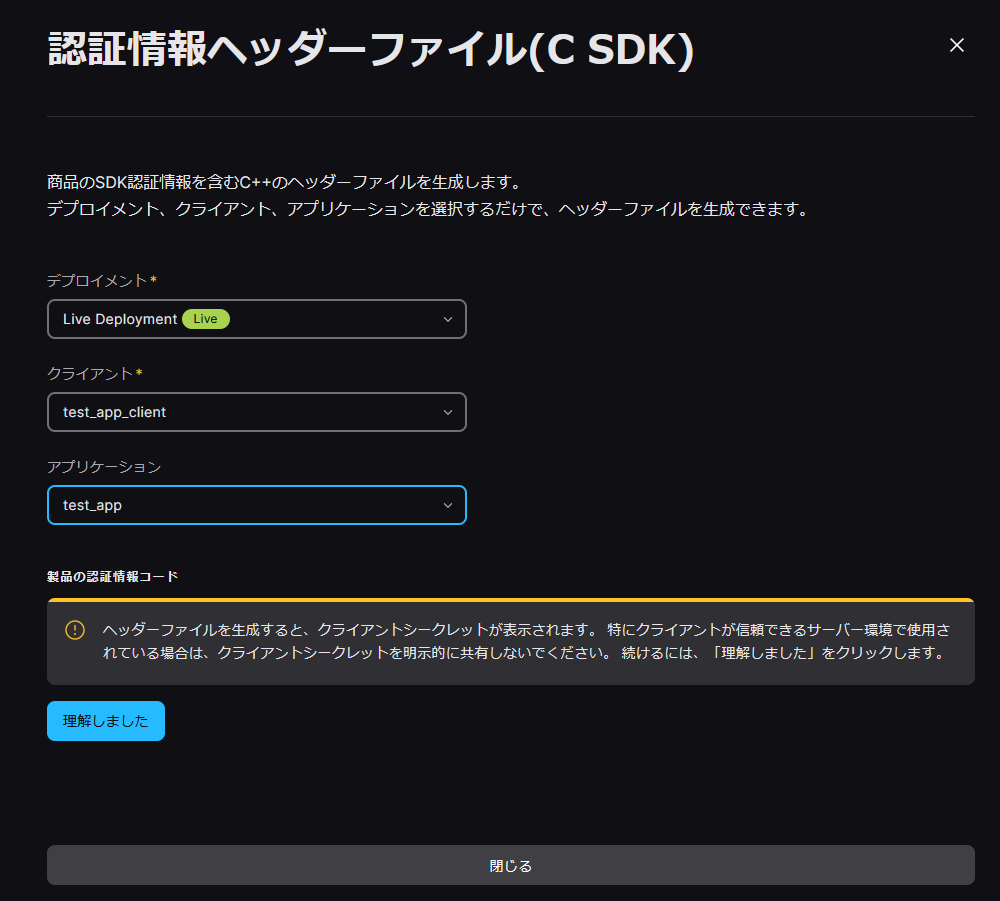 認証情報ヘッダーファイル(C SDK)
商品のSDK認証情報を含むC++のヘッダーファイルを生成します。
デプロイメント、クライアント、アプリケーションを選択するだけで、ヘッダーファイルを生成できます。
デプロイメント*
Live Deployment Live
クライアント*
test_app_client
アプリケーション
test_app
製品の認証情報コード
ヘッダーファイルを生成すると、クライアントシークレットが表示されます。 特にクライアントが信頼できるサーバー環境で使用さ
れている場合は、クライアントシークレットを明示的に共有しないでください。 続けるには、「理解しました」をクリックします。
理解しました
閉じる